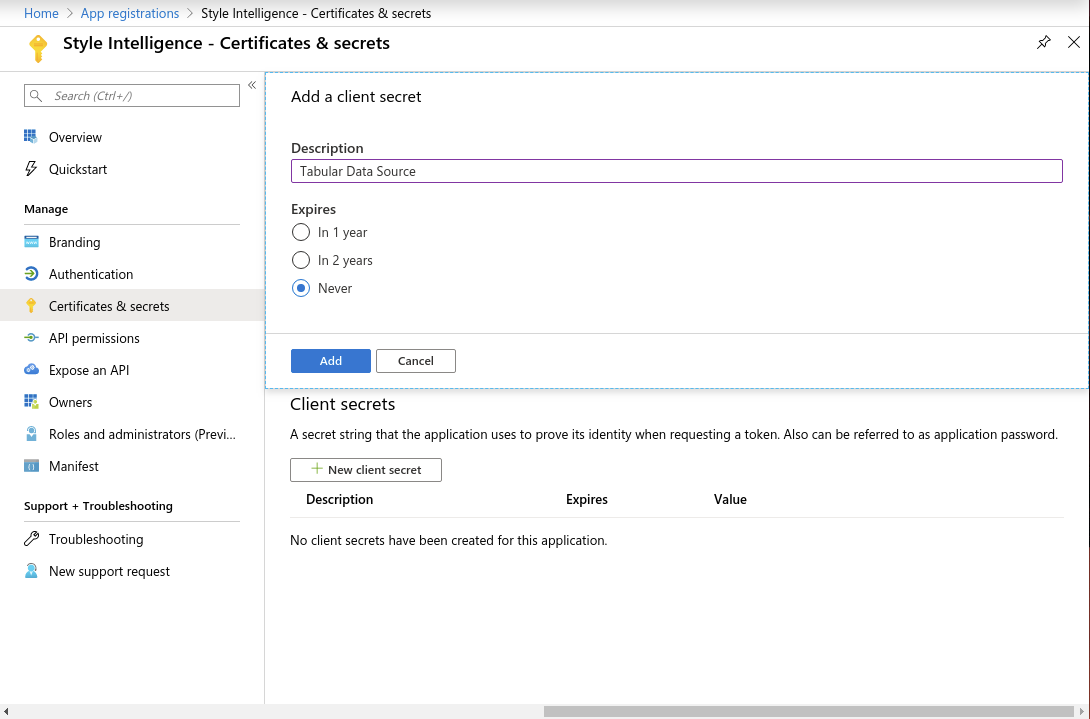 Home > App registrations > Style Intelligence - Certificates & secrets
Style Intelligence - Certificates & secrets
Search (Ctrl+/)
«
Overview
Quickstart
Manage
Branding
Authentication
Certificates & secrets
API permissions
Expose an API
Owners
Roles and administrators (Previ...
Manifest
Support + Troubleshooting
Troubleshooting
New support request
Add a client secret
Description
Tabular Data Source
Expires
In 1 year
In 2 years
Never
Add Cancel
Client secrets
A secret string that the application uses to prove its identity when requesting a token. Also can be referred to as application password.
+ New client secret
Description Expires Value
No client secrets have been created for this application.